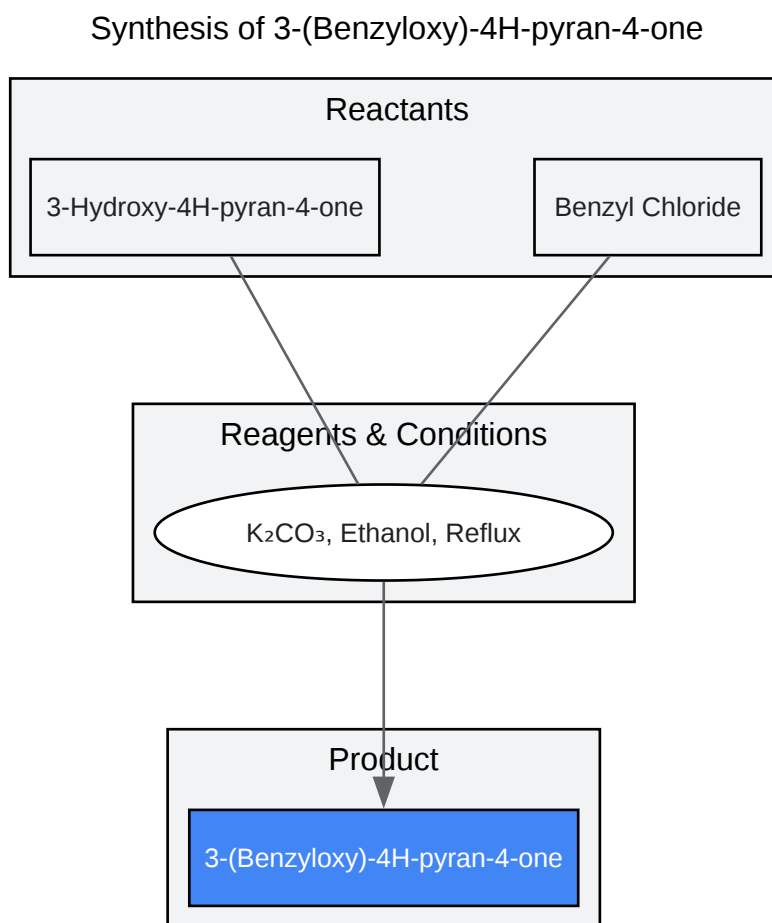 Synthesis of 3-(Benzyloxy)-4H-pyran-4-one
Reactants
3-Hydroxy-4H-pyran-4-one
Benzyl Chloride
Reagents & Conditions
K₂CO₃, Ethanol, Reflux
Product
3-(Benzyloxy)-4H-pyran-4-one